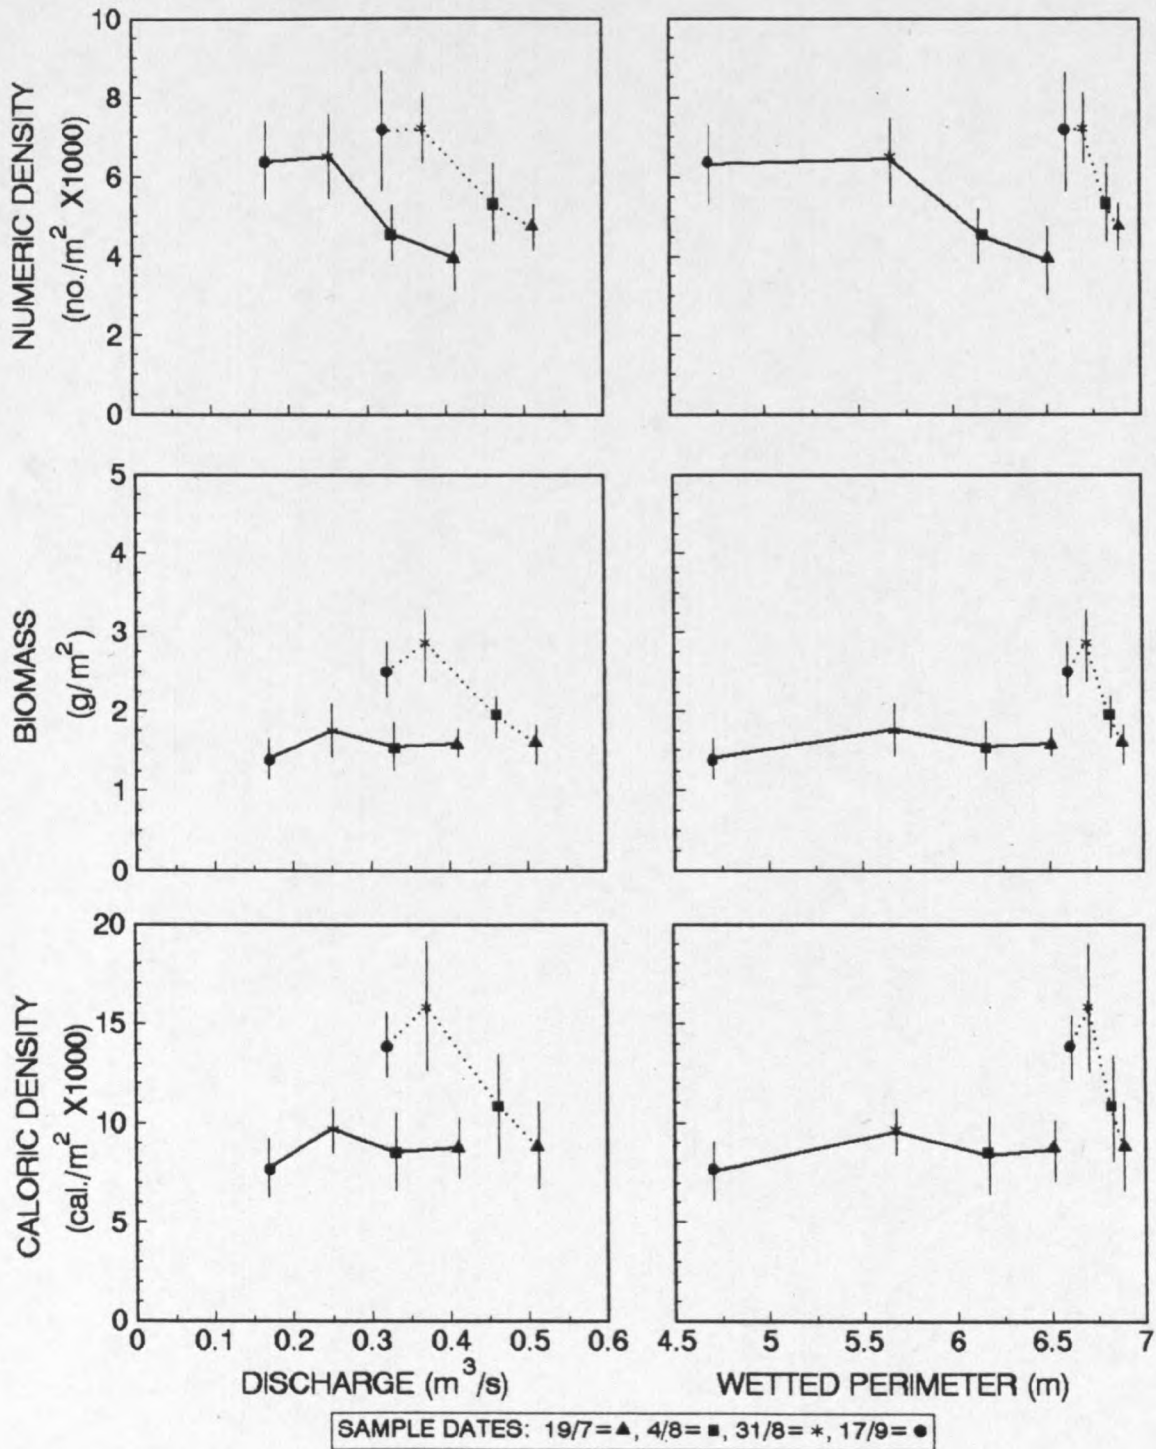 NUMERIC DENSITY
(no./m² X1000)
10
8
6
4
2
0
BIOMASS
(g/m²)
5
4
3
2
1
0
CALORIC DENSITY
(cal./m² X1000)
20
15
10
5
0
0 0.1 0.2 0.3 0.4 0.5 0.6
4.5 5 5.5 6 6.5 7
DISCHARGE (m³/s)
WETTED PERIMETER (m)
SAMPLE DATES: 19/7=▲, 4/8=■, 31/8=*, 17/9=●